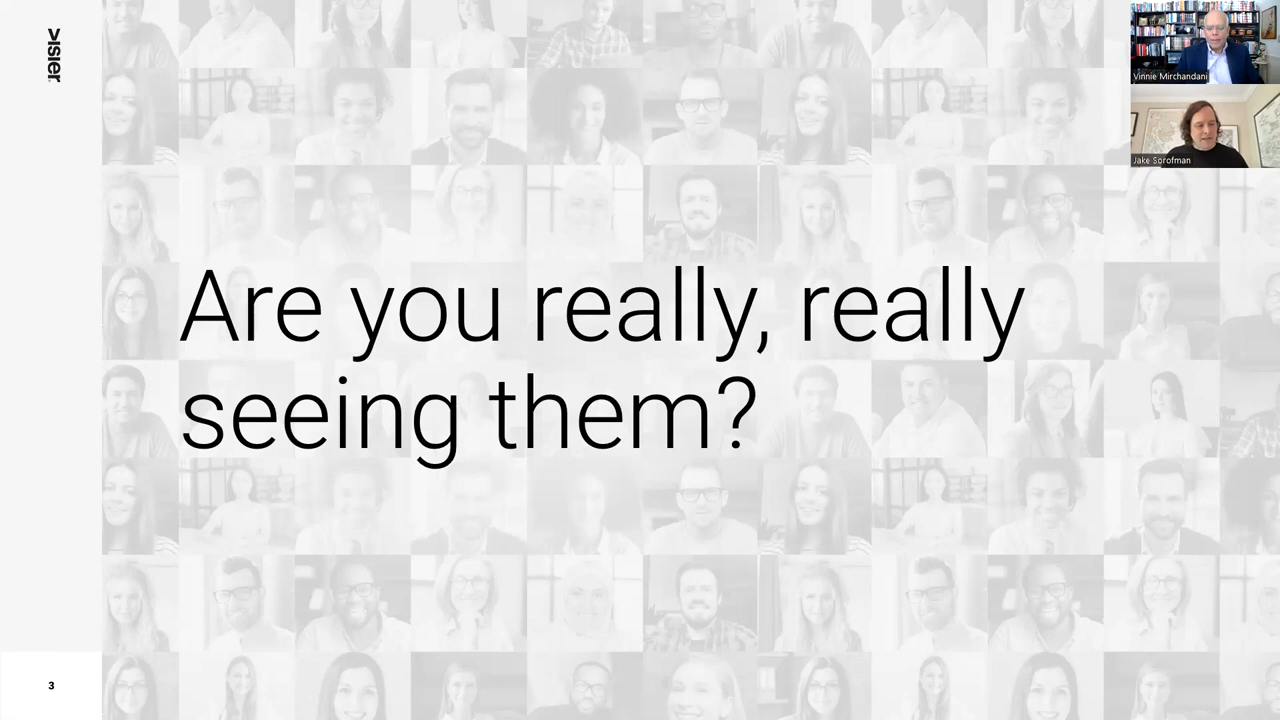 visier
Vinnie Mirchandani
Jake Sorofman
Are you really, really
seeing them?
3